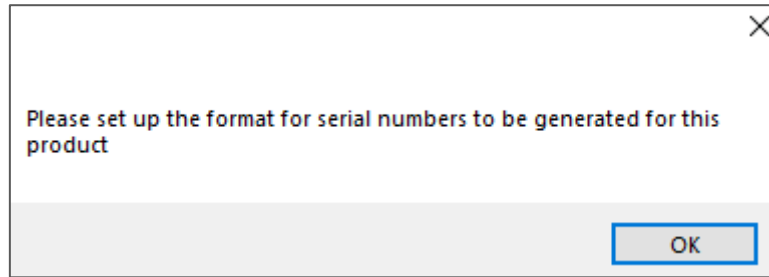 Please set up the format for serial numbers to be generated for this
product
OK